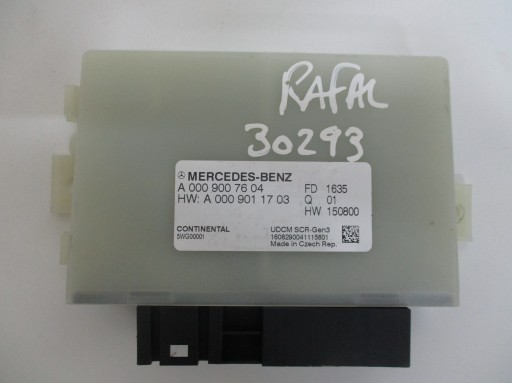 RAFAL
30293
MERCEDES-BENZ
A 000 900 76 04 FD 1635
HW: A 000 901 17 03 Q 01
HW 150800
CONTINENTAL UDCM SCR-Gen3
5WG00001 1608290041115601
Made in Czech Rep.